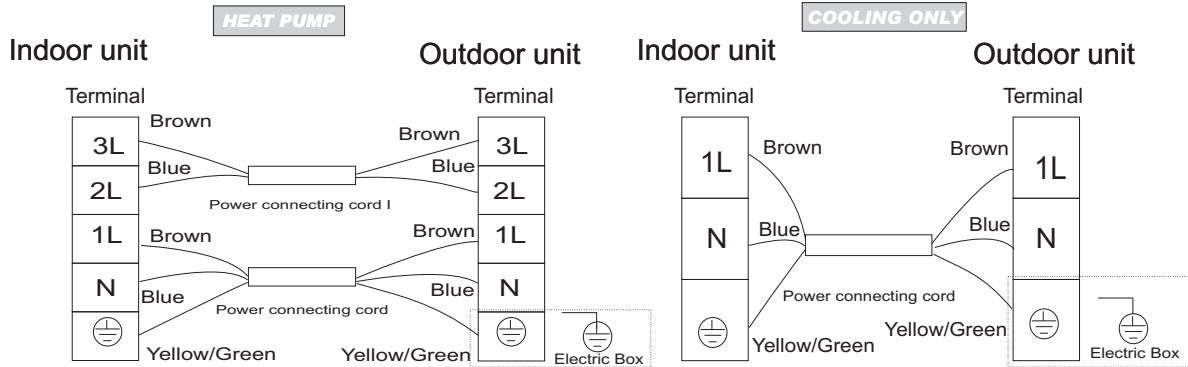 HEAT PUMP
Indoor unit
Outdoor unit
Terminal
Terminal
3L
Brown
Brown
3L
Blue
Blue
2L
2L
Power connecting cord I
1L
Brown
Brown
1L
N
Blue
Blue
N
Power connecting cord
Yellow/Green
Yellow/Green
Electric Box
COOLING ONLY
Indoor unit
Outdoor unit
Terminal
Terminal
1L
Brown
Brown
1L
N
Blue
Blue
N
Power connecting cord
Yellow/Green
Yellow/Green
Electric Box